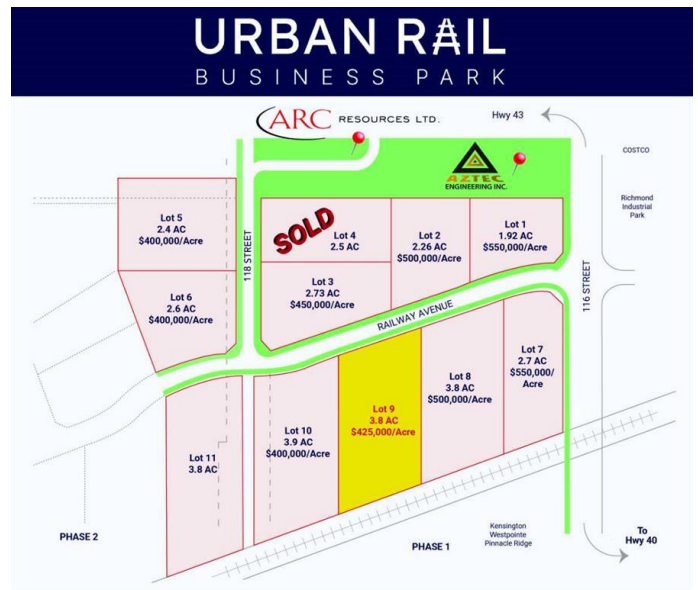 URBAN RAIL
BUSINESS PARK
ARC RESOURCES LTD.
Hwy 43
COSTCO
AZTEC
ENGINEERING INC.
Richmond
Industrial
Park
Lot 5
2.4 AC
$400,000/Acre
118 STREET
SOLD
Lot 4
2.5 AC
Lot 2
2.26 AC
$500,000/Acre
Lot 1
1.92 AC
$550,000/Acre
Lot 6
2.6 AC
$400,000/Acre
Lot 3
2.73 AC
$450,000/Acre
116 STREET
RAILWAY AVENUE
Lot 7
2.7 AC
$550,000/
Acre
Lot 8
3.8 AC
$500,000/Acre
Lot 9
3.8 AC
$425,000/Acre
Lot 10
3.9 AC
$400,000/Acre
Lot 11
3.8 AC
PHASE 2
PHASE 1
Kensington
Westpointe
Pinnacle Ridge
To
Hwy 40